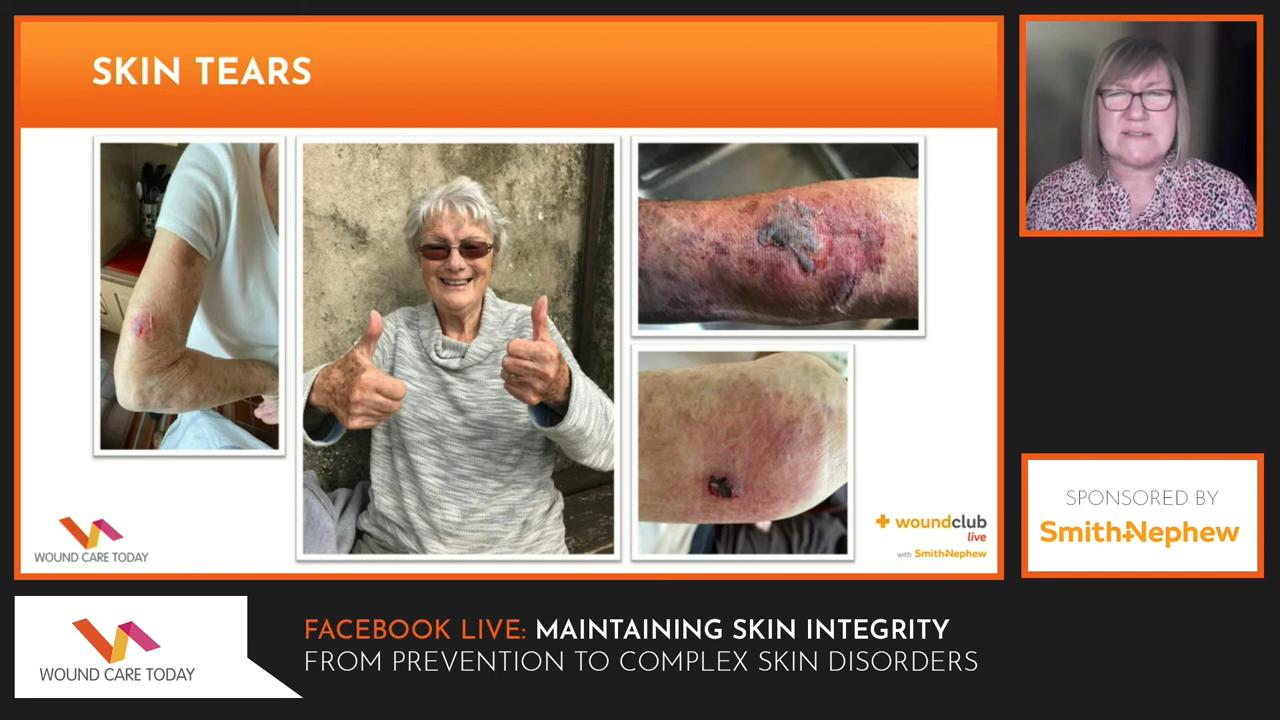 SKIN TEARS
WOUND CARE TODAY
woundclub
live
with Smith+Nephew
SPONSORED BY
Smith+Nephew
WOUND CARE TODAY
FACEBOOK LIVE: MAINTAINING SKIN INTEGRITY
FROM PREVENTION TO COMPLEX SKIN DISORDERS